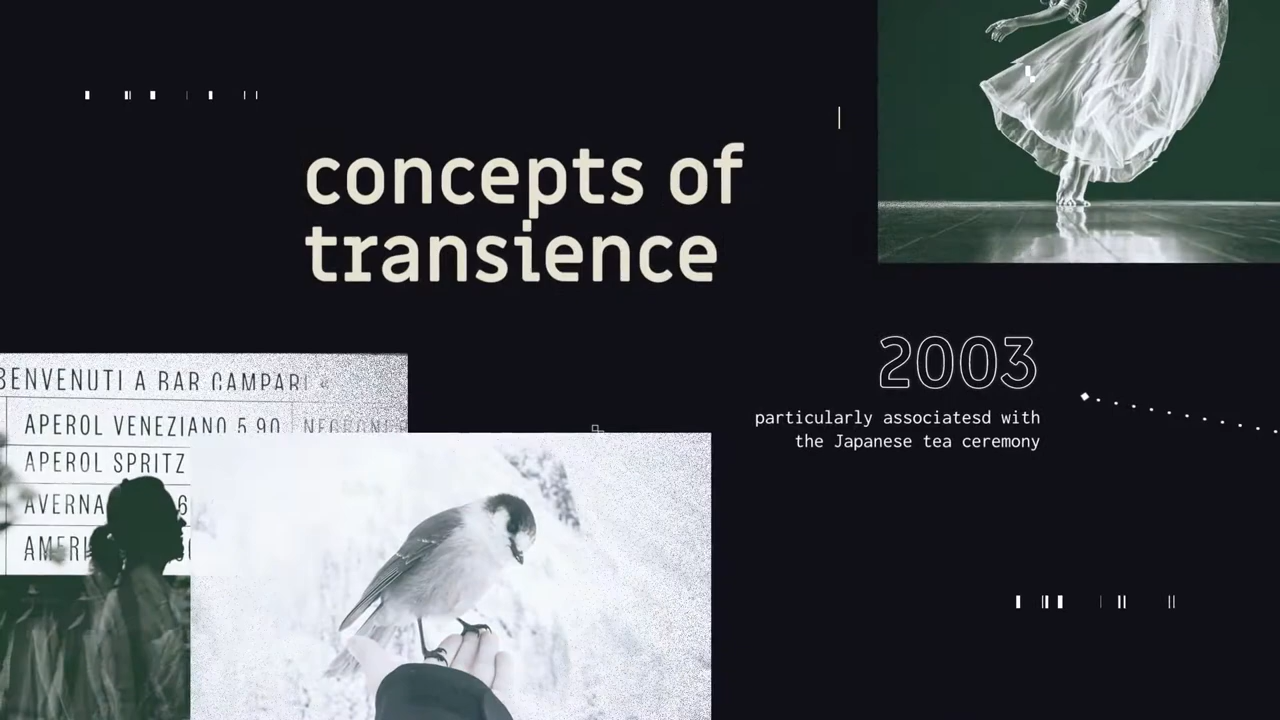 concepts of
transience
BENVENUTI A BAR CAMPARI «
APEROL VENEZIANO 5,90
APEROL SPRITZ
AVERNA
2003
particularly associatesd with
the Japanese tea ceremony